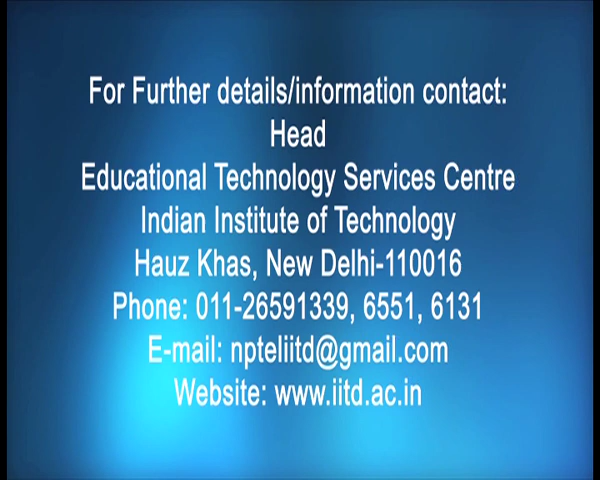 For Further details/information contact:
Head
Educational Technology Services Centre
Indian Institute of Technology
Hauz Khas, New Delhi-110016
Phone: 011-26591339, 6551, 6131
E-mail: npteliitd@gmail.com
Website: www.iitd.ac.in